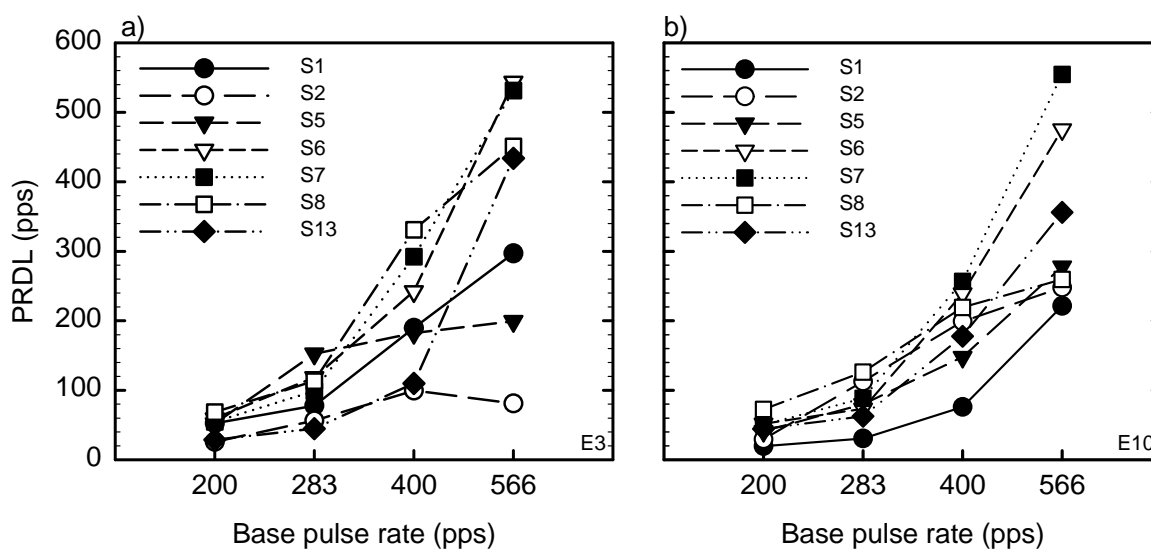 a)
PRDL (pps)
600
500
400
300
200
100
0
S1
S2
S5
S6
S7
S8
S13
E3
200 283 400 566
Base pulse rate (pps)
b)
S1
S2
S5
S6
S7
S8
S13
E10
200 283 400 566
Base pulse rate (pps)